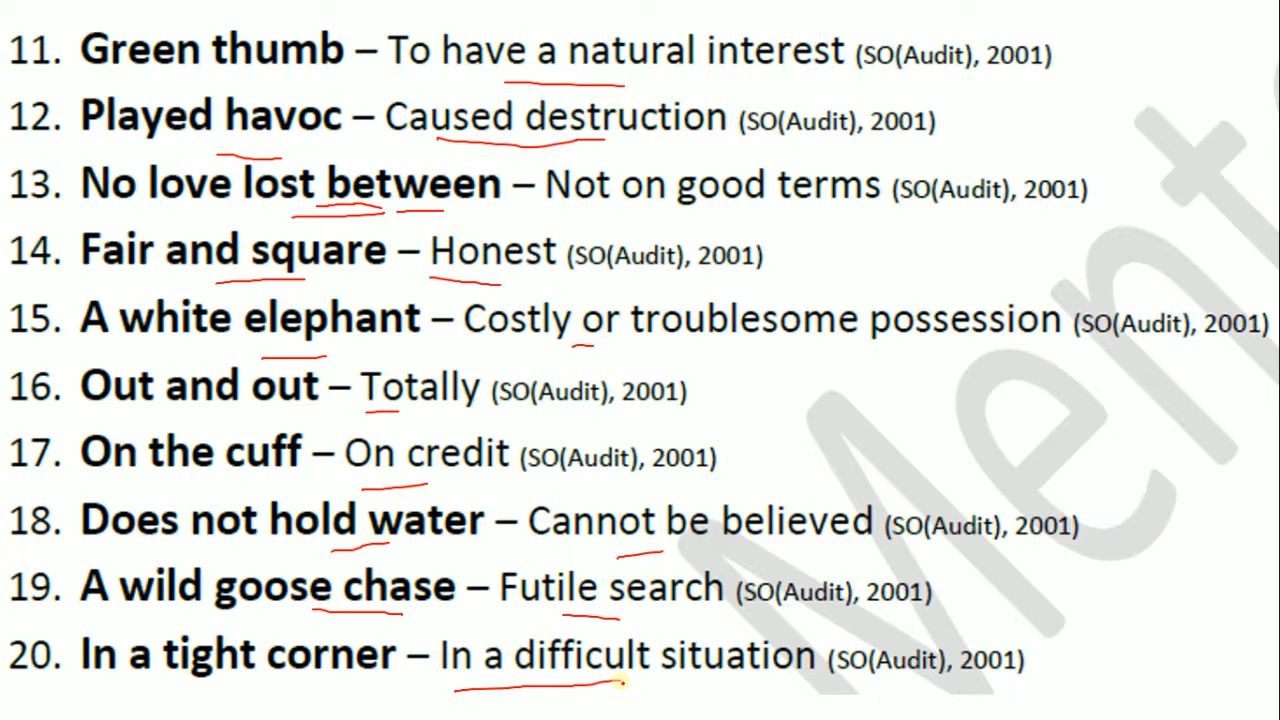 11. Green thumb – To have a natural interest (SO(Audit), 2001)
12. Played havoc – Caused destruction (SO(Audit), 2001)
13. No love lost between – Not on good terms (SO(Audit), 2001)
14. Fair and square – Honest (SO(Audit), 2001)
15. A white elephant – Costly or troublesome possession (SO(Audit), 2001)
16. Out and out – Totally (SO(Audit), 2001)
17. On the cuff – On credit (SO(Audit), 2001)
18. Does not hold water – Cannot be believed (SO(Audit), 2001)
19. A wild goose chase – Futile search (SO(Audit), 2001)
20. In a tight corner – In a difficult situation (SO(Audit), 2001)
Ment